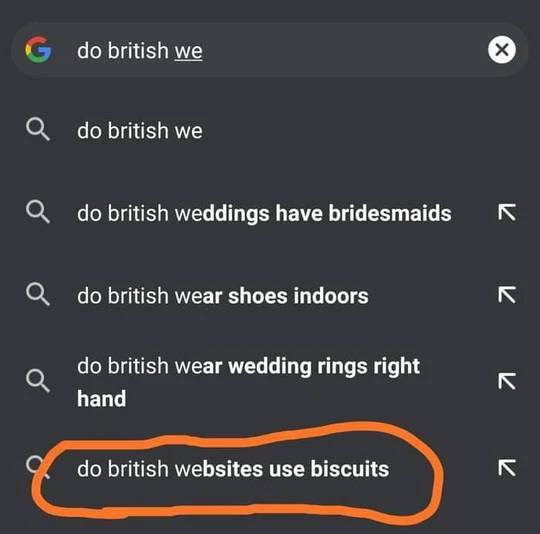 do british we
do british we
do british weddings have bridesmaids
do british wear shoes indoors
do british wear wedding rings right
hand
do british websites use biscuits